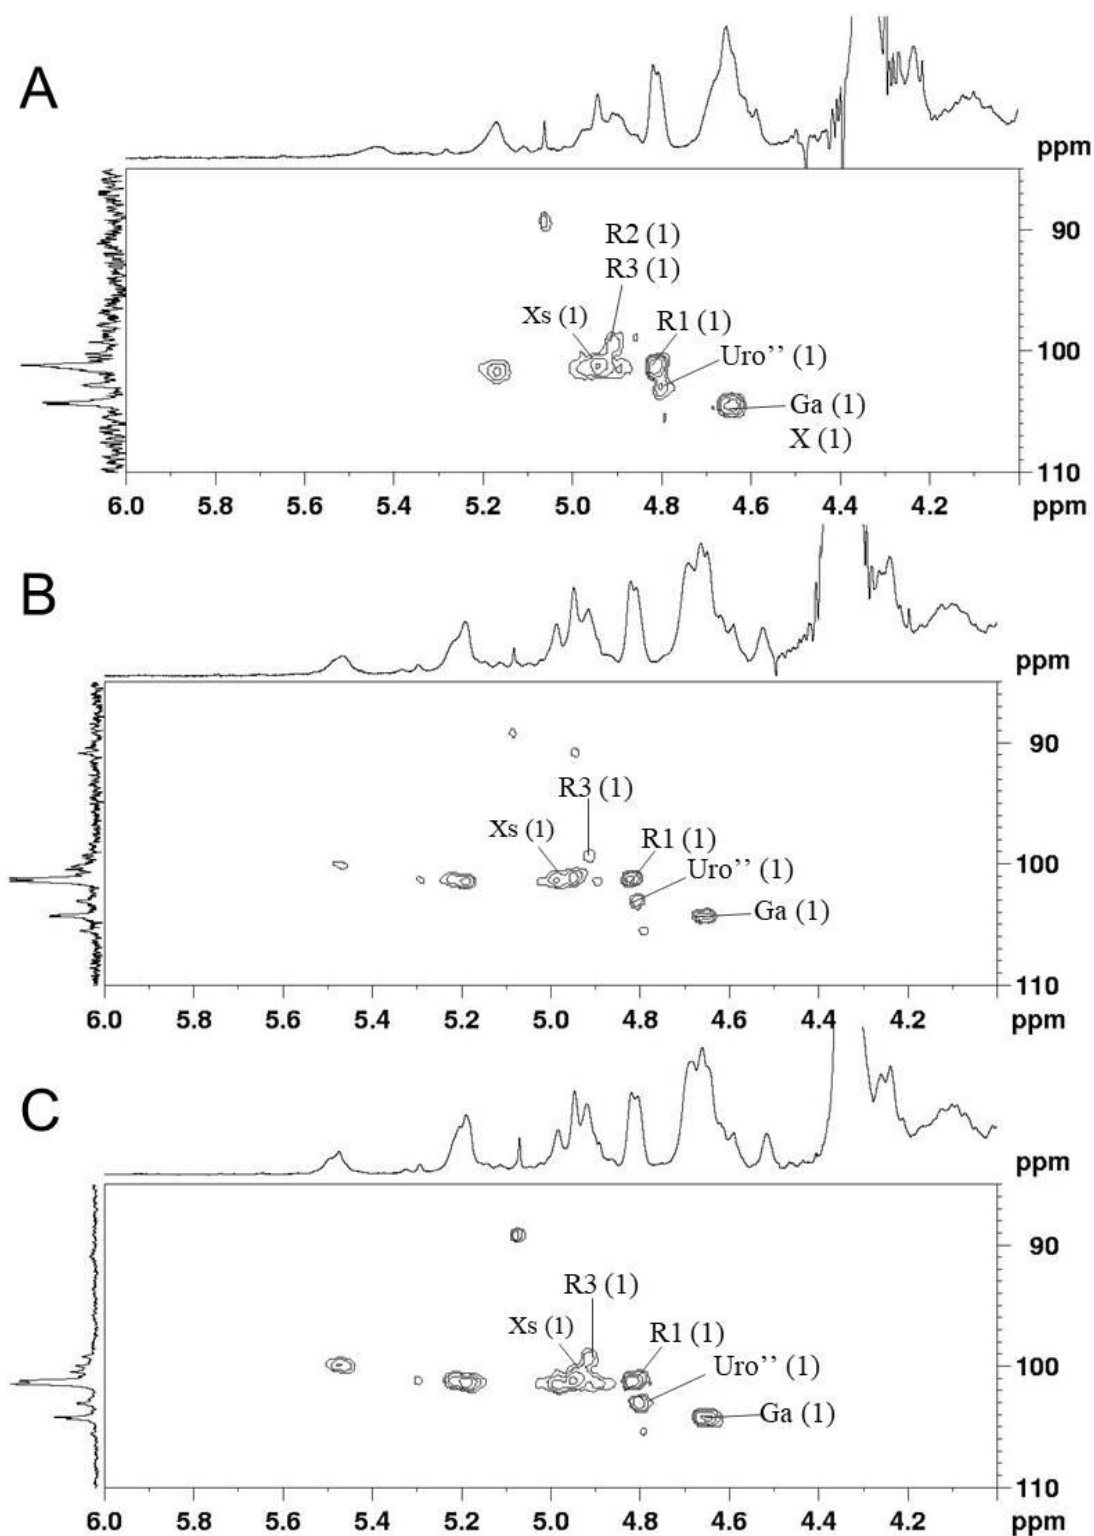 A
ppm
90
R2 (1)
R3 (1)
Xs (1)
R1 (1)
100
Uro’’ (1)
Ga (1)
X (1)
110
6.0 5.8 5.6 5.4 5.2 5.0 4.8 4.6 4.4 4.2 ppm
B
ppm
90
R3 (1)
Xs (1)
R1 (1)
100
Uro’’ (1)
Ga (1)
110
6.0 5.8 5.6 5.4 5.2 5.0 4.8 4.6 4.4 4.2 ppm
C
ppm
90
R3 (1)
Xs (1)
R1 (1)
100
Uro’’ (1)
Ga (1)
110
6.0 5.8 5.6 5.4 5.2 5.0 4.8 4.6 4.4 4.2 ppm